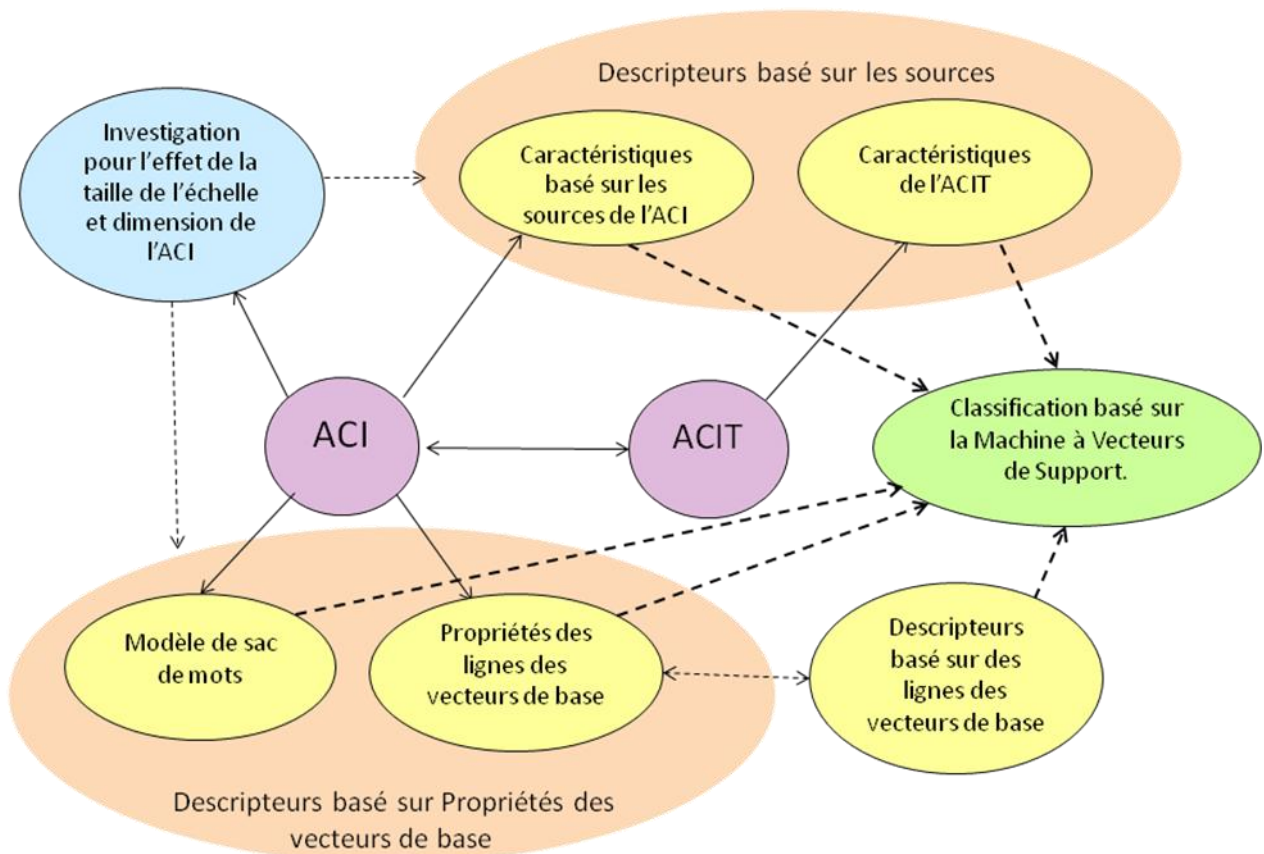 Descripteurs basé sur les sources
Investigation
pour l'effet de la
taille de l'échelle
et dimension de
l'ACI
Caractéristiques
basé sur les
sources de l'ACI
Caractéristiques
de l'ACIT
ACI
ACIT
Classification basé sur
la Machine à Vecteurs
de Support.
Modèle de sac
de mots
Propriétés des
lignes des
vecteurs de base
Descripteurs
basé sur des
lignes des
vecteurs de base
Descripteurs basé sur Propriétés des
vecteurs de base